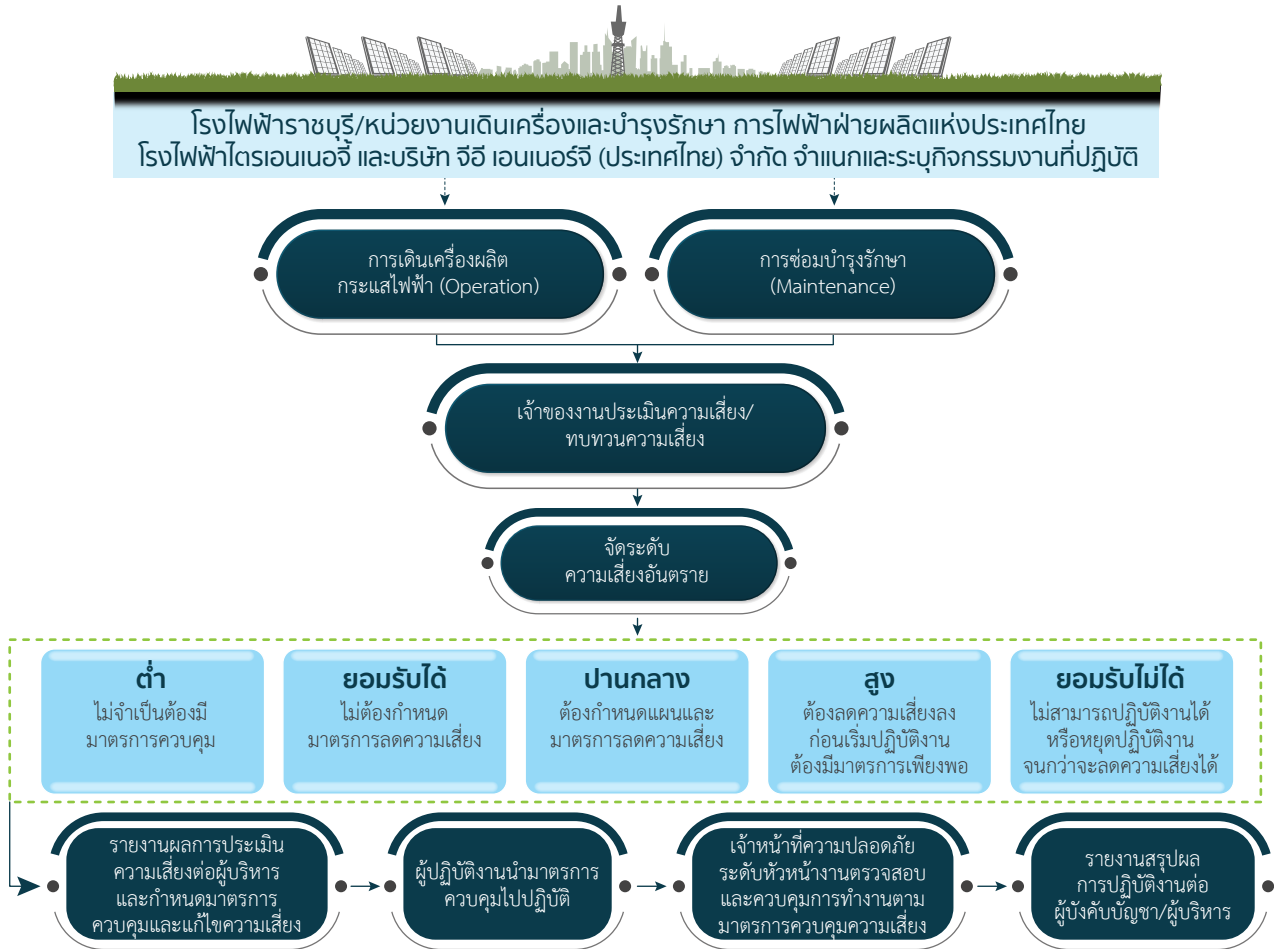 โรงไฟฟ้าราชบุรี/หน่วยงานเดินเครื่องและบำรุงรักษา การไฟฟ้าฝ่ายผลิตแห่งประเทศไทย
โรงไฟฟ้าไตรเอนเนอจี้ และบริษัท จีอี เอนเนอร์จี (ประเทศไทย) จำกัด จำแนกและระบุกิจกรรมงานที่ปฏิบัติ
การเดินเครื่องผลิต
กระแสไฟฟ้า (Operation)
การซ่อมบำรุงรักษา
(Maintenance)
เจ้าของงานประเมินความเสี่ยง/
ทบทวนความเสี่ยง
จัดระดับ
ความเสี่ยงอันตราย
ต่ำ
ไม่จำเป็นต้องมี
มาตรการควบคุม
ยอมรับได้
ไม่ต้องกำหนด
มาตรการลดความเสี่ยง
ปานกลาง
ต้องกำหนดแผนและ
มาตรการลดความเสี่ยง
สูง
ต้องลดความเสี่ยงลง
ก่อนเริ่มปฏิบัติงาน
ต้องมีมาตรการเพียงพอ
ยอมรับไม่ได้
ไม่สามารถปฏิบัติงานได้
หรือหยุดปฏิบัติงาน
จนกว่าจะลดความเสี่ยงได้
รายงานผลการประเมิน
ความเสี่ยงต่อผู้บริหาร
และกำหนดมาตรการ
ควบคุมและแก้ไขความเสี่ยง
ผู้ปฏิบัติงานนำมาตรการ
ควบคุมไปปฏิบัติ
เจ้าหน้าที่ความปลอดภัย
ระดับหัวหน้างานตรวจสอบ
และควบคุมการทำงานตาม
มาตรการควบคุมความเสี่ยง
รายงานสรุปผล
การปฏิบัติงานต่อ
ผู้บังคับบัญชา/ผู้บริหาร